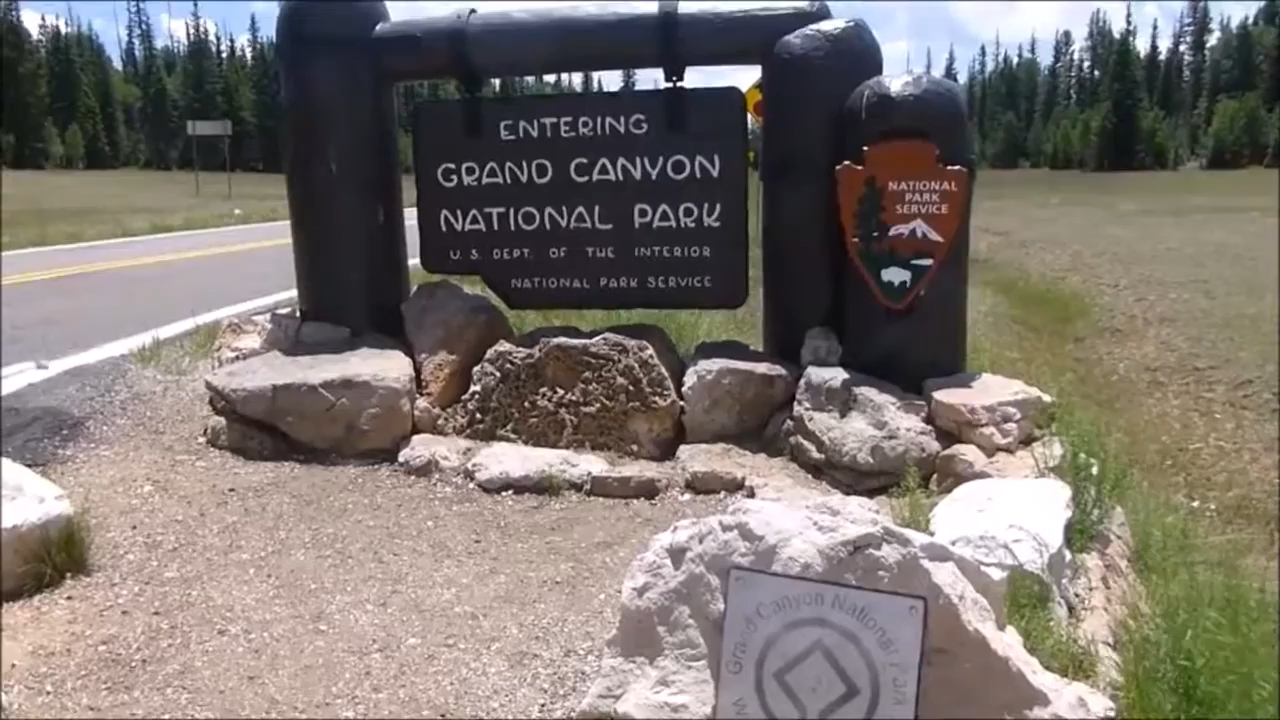 ENTERING
GRAND CANYON
NATIONAL PARK
U.S. DEPT. OF THE INTERIOR
NATIONAL PARK SERVICE
NATIONAL
PARK
SERVICE
Grand Canyon National Park